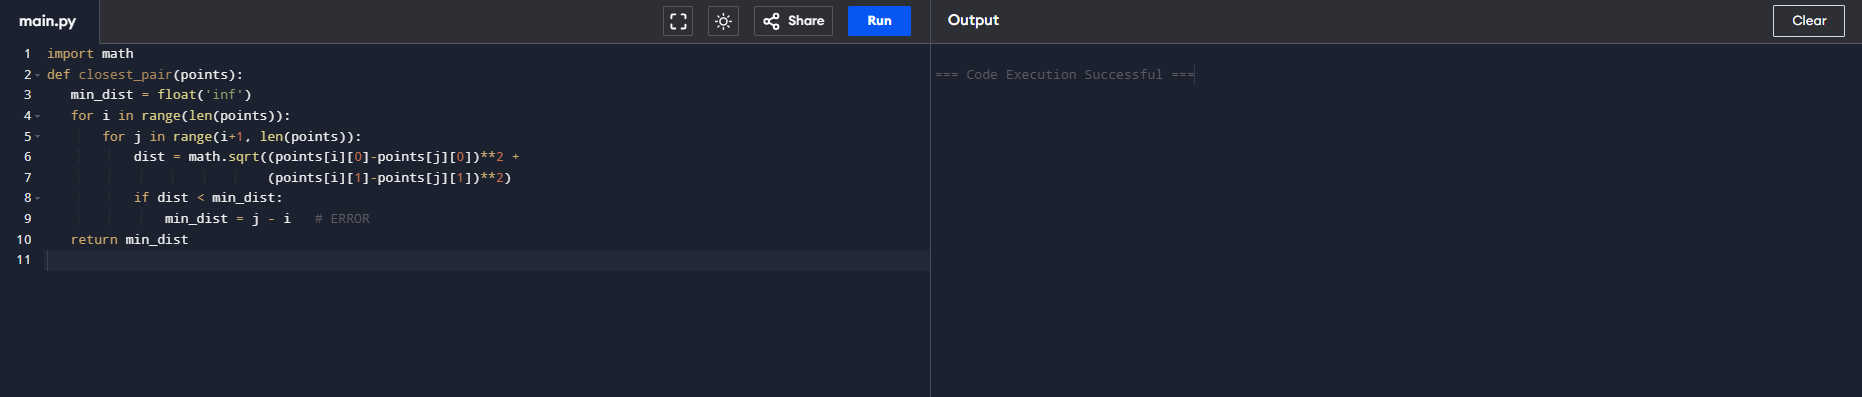 main.py
Share
Run
Output
Clear
1 import math
2 def closest_pair(points):
3    min_dist = float('inf')
4    for i in range(len(points)):
5        for j in range(i+1, len(points)):
6            dist = math.sqrt((points[i][0]-points[j][0])**2 +
7                             (points[i][1]-points[j][1])**2)
8            if dist < min_dist:
9                min_dist = j - i   # ERROR
10    return min_dist
11
=== Code Execution Successful ===